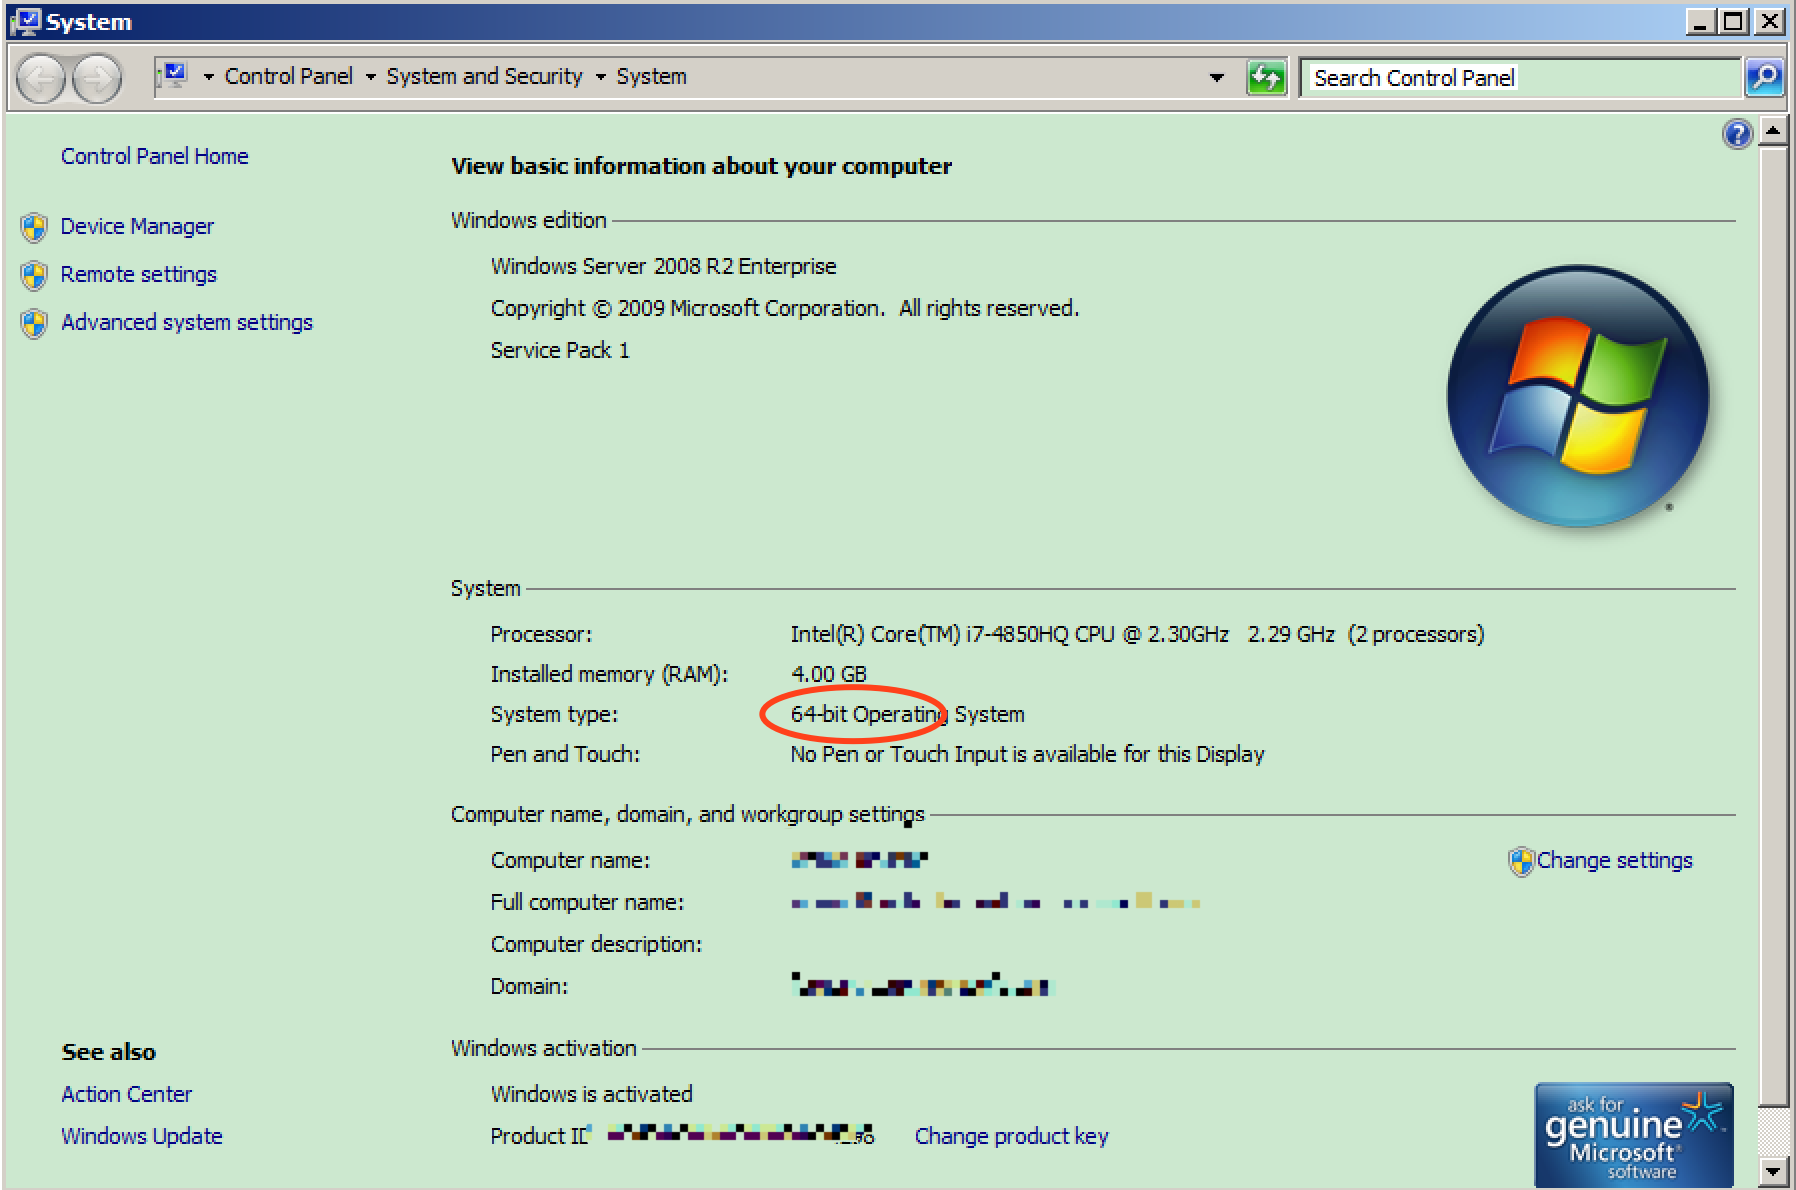 System
Control Panel System and Security System
Search Control Panel
Control Panel Home
Device Manager
Remote settings
Advanced system settings
View basic information about your computer
Windows edition
Windows Server 2008 R2 Enterprise
Copyright © 2009 Microsoft Corporation. All rights reserved.
Service Pack 1
System
Processor: Intel(R) Core(TM) i7-4850HQ CPU @ 2.30GHz 2.29 GHz (2 processors)
Installed memory (RAM): 4.00 GB
System type: 64-bit Operating System
Pen and Touch: No Pen or Touch Input is available for this Display
Computer name, domain, and workgroup settings
Computer name:
Change settings
Full computer name:
Computer description:
Domain:
See also
Action Center
Windows Update
Windows activation
Windows is activated
Product ID
Change product key
ask for
genuine
Microsoft
software